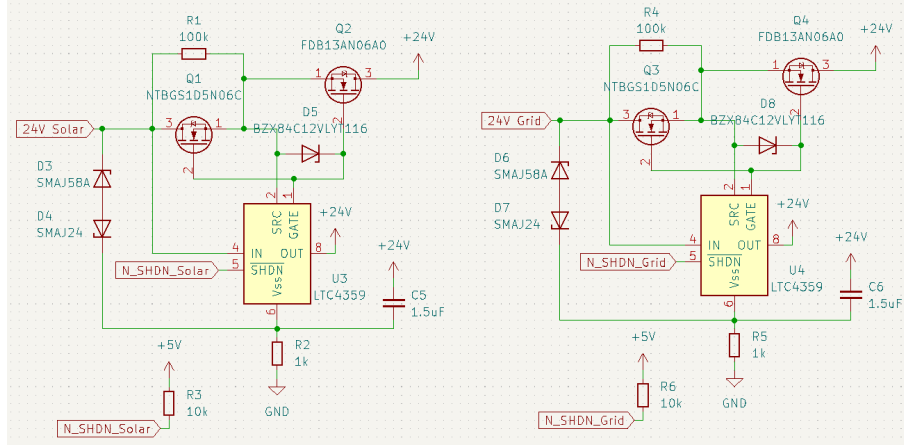 R1
100k
Q2
FDB13AN06A0
+24V
Q1
NTBGS1D5N06C
1
3
2
D5
BZX84C12VLYT116
24V Solar
3
1
2
D3
SMAJ58A
D4
SMAJ24
2
1
SRC
GATE
+24V
4
IN
OUT
8
N_SHDN_Solar
5
SHDN
Vss
U3
LTC4359
6
+24V
C5
1.5uF
R2
1k
GND
+5V
R3
10k
N_SHDN_Solar
R4
100k
Q4
FDB13AN06A0
+24V
Q3
NTBGS1D5N06C
1
3
2
D8
BZX84C12VLYT116
24V Grid
3
1
2
D6
SMAJ58A
D7
SMAJ24
2
1
SRC
GATE
+24V
4
IN
OUT
8
N_SHDN_Grid
5
SHDN
Vss
U4
LTC4359
6
+24V
C6
1.5uF
R5
1k
GND
+5V
R6
10k
N_SHDN_Grid